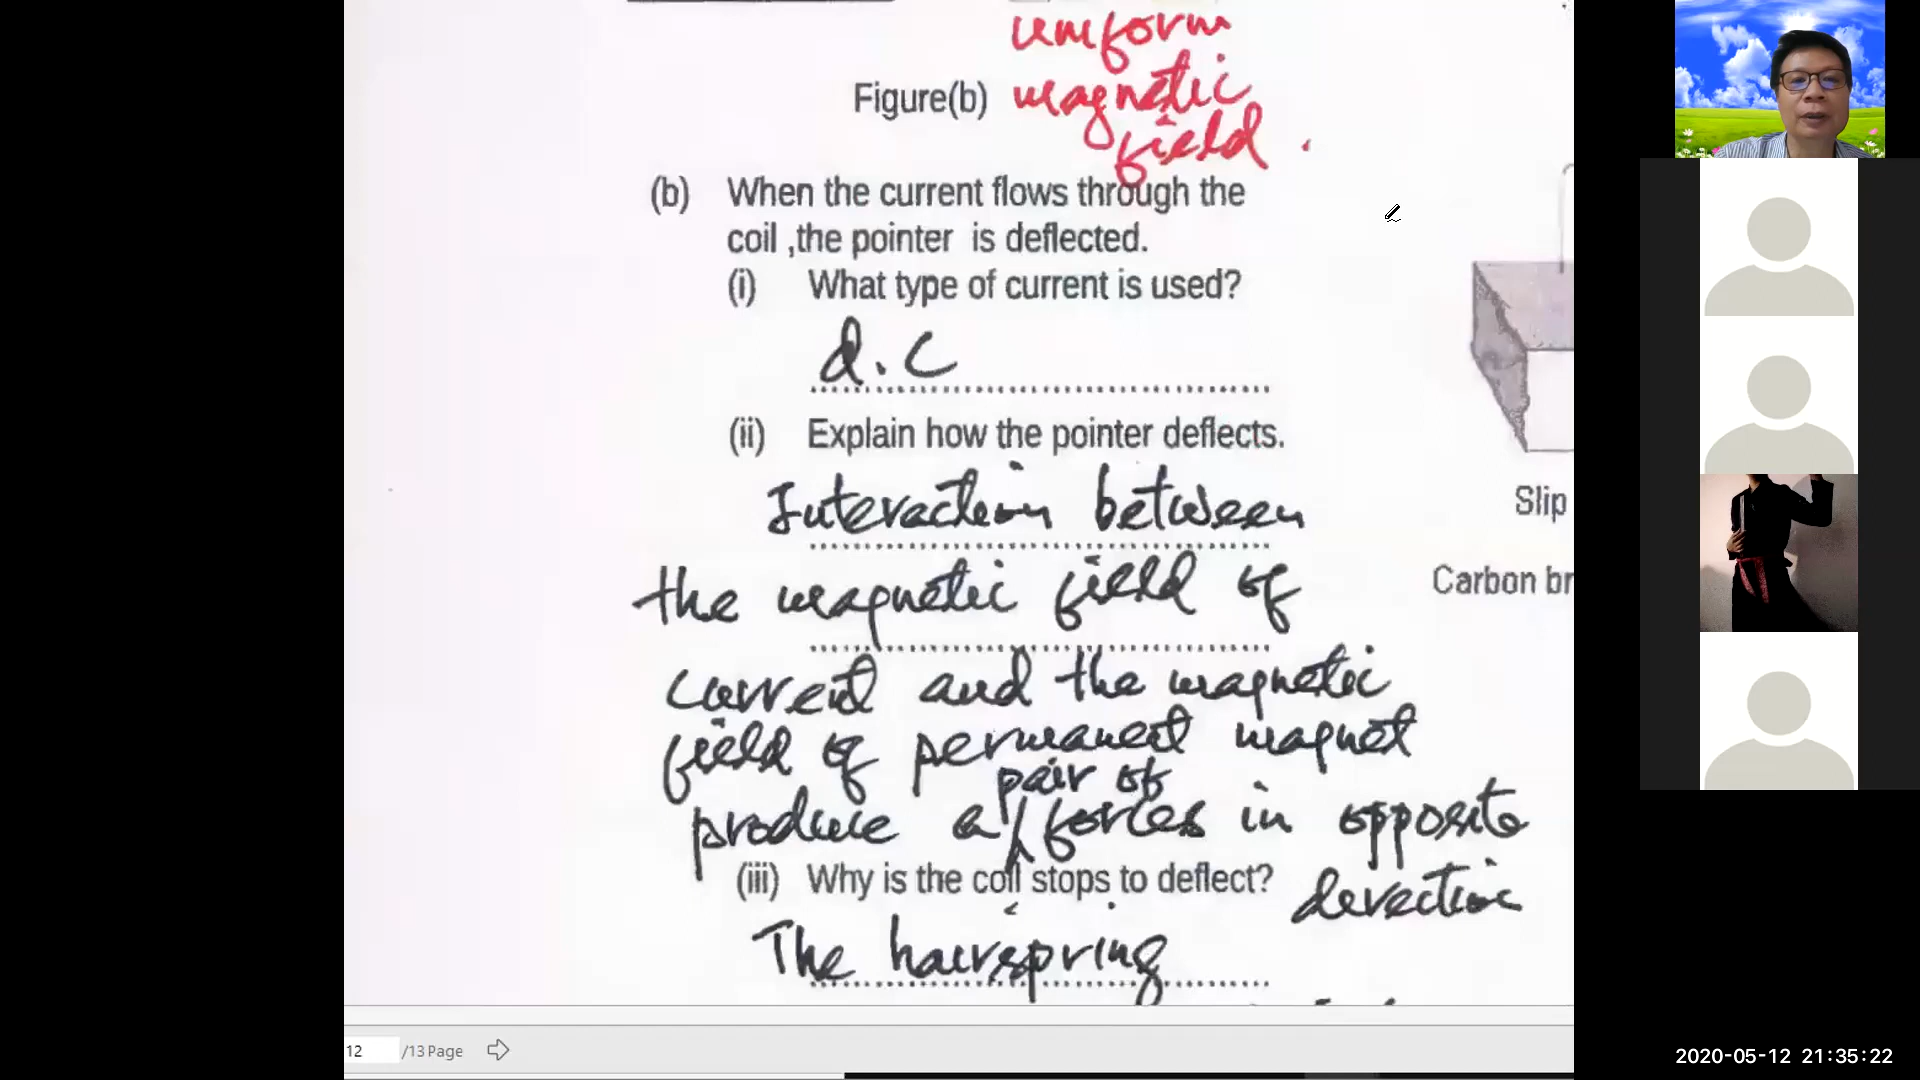 uniform
Figure(b) magnetic
field.
(b) When the current flows through the
coil ,the pointer is deflected.
(i) What type of current is used?
d.c
(ii) Explain how the pointer deflects.
Interaction between
the magnetic field of
current and the magnetic
field of permanent magnet
pair of
produce a forces in opposite
direction
(iii) Why is the coil stops to deflect?
The hairspring
Slip
Carbon br
12 /13 Page
2020-05-12 21:35:22